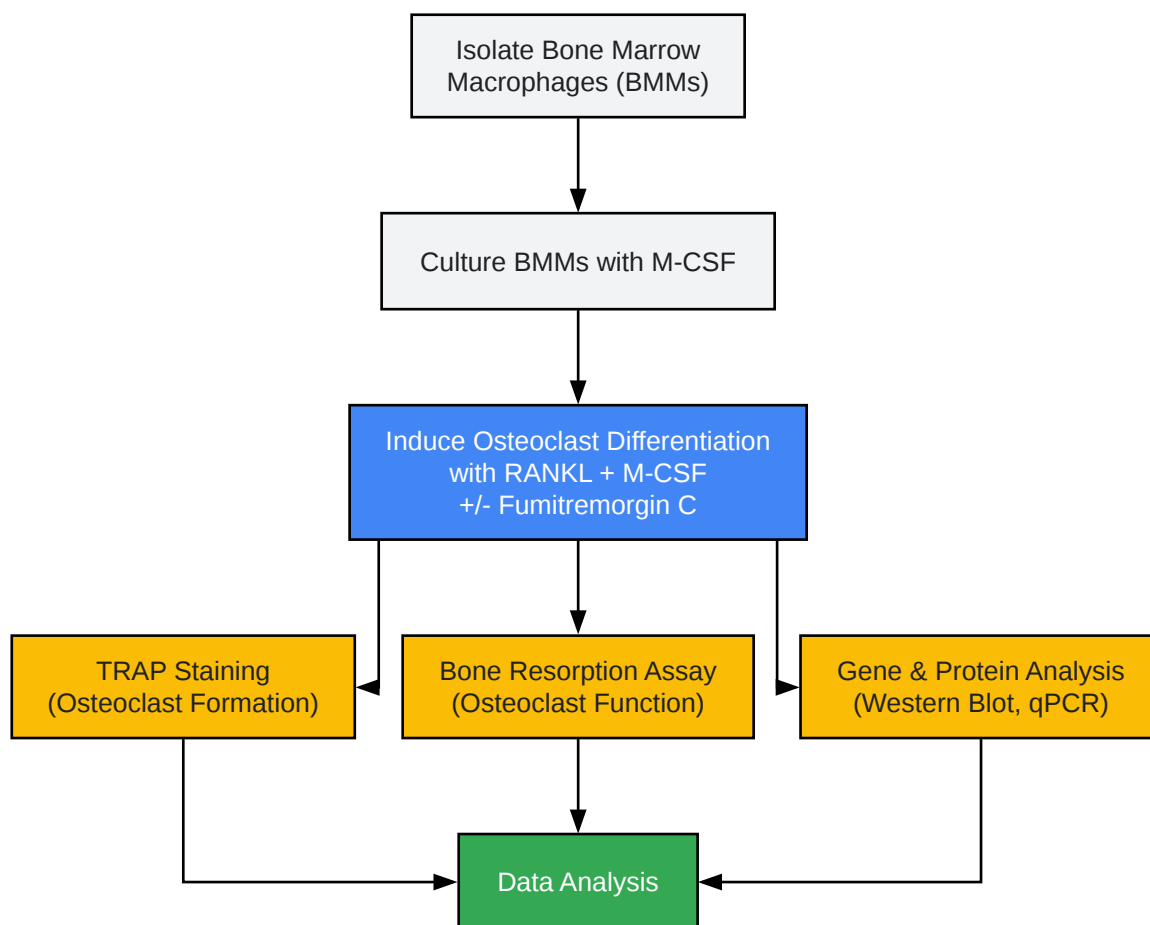 Isolate Bone Marrow
Macrophages (BMMs)
Culture BMMs with M-CSF
Induce Osteoclast Differentiation
with RANKL + M-CSF
+/- Fumitremorgin C
TRAP Staining
(Osteoclast Formation)
Bone Resorption Assay
(Osteoclast Function)
Gene & Protein Analysis
(Western Blot, qPCR)
Data Analysis